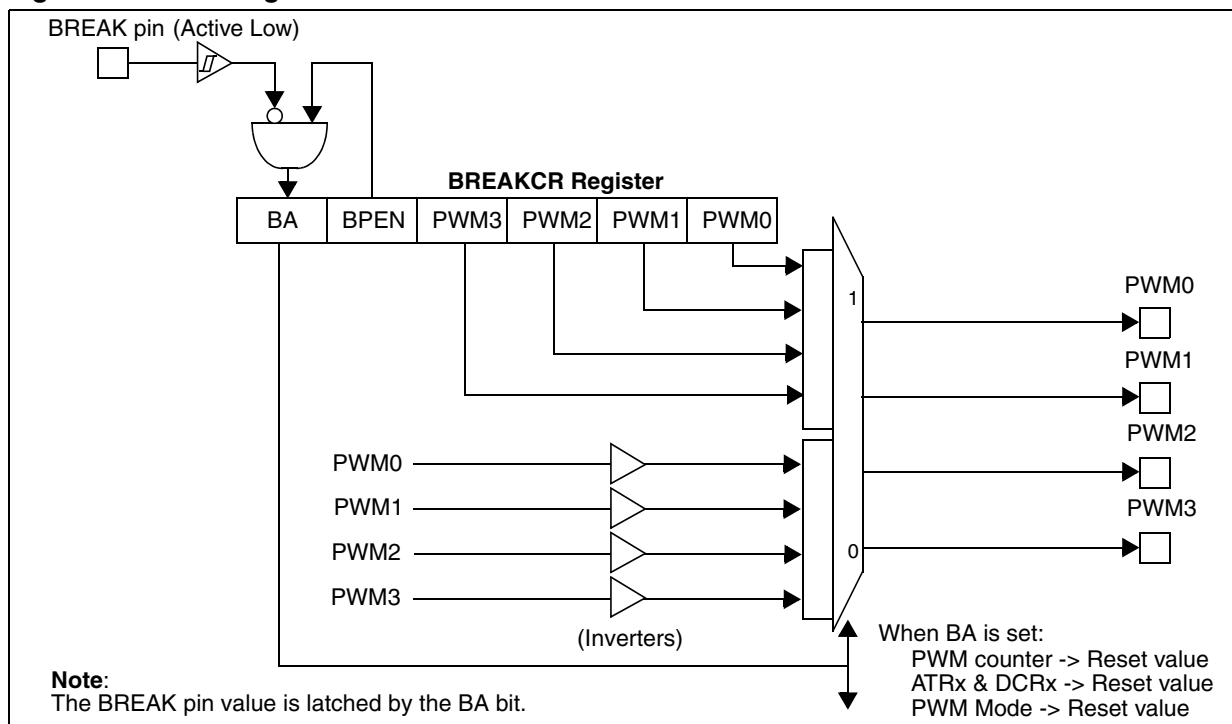 BREAK pin (Active Low)
BREAKCR Register
BA BPEN PWM3 PWM2 PWM1 PWM0
1
PWM0
PWM1
PWM2
PWM3
PWM0
PWM1
PWM2
PWM3
0
(Inverters)
When BA is set:
PWM counter -> Reset value
ATRx & DCRx -> Reset value
PWM Mode -> Reset value
Note:
The BREAK pin value is latched by the BA bit.